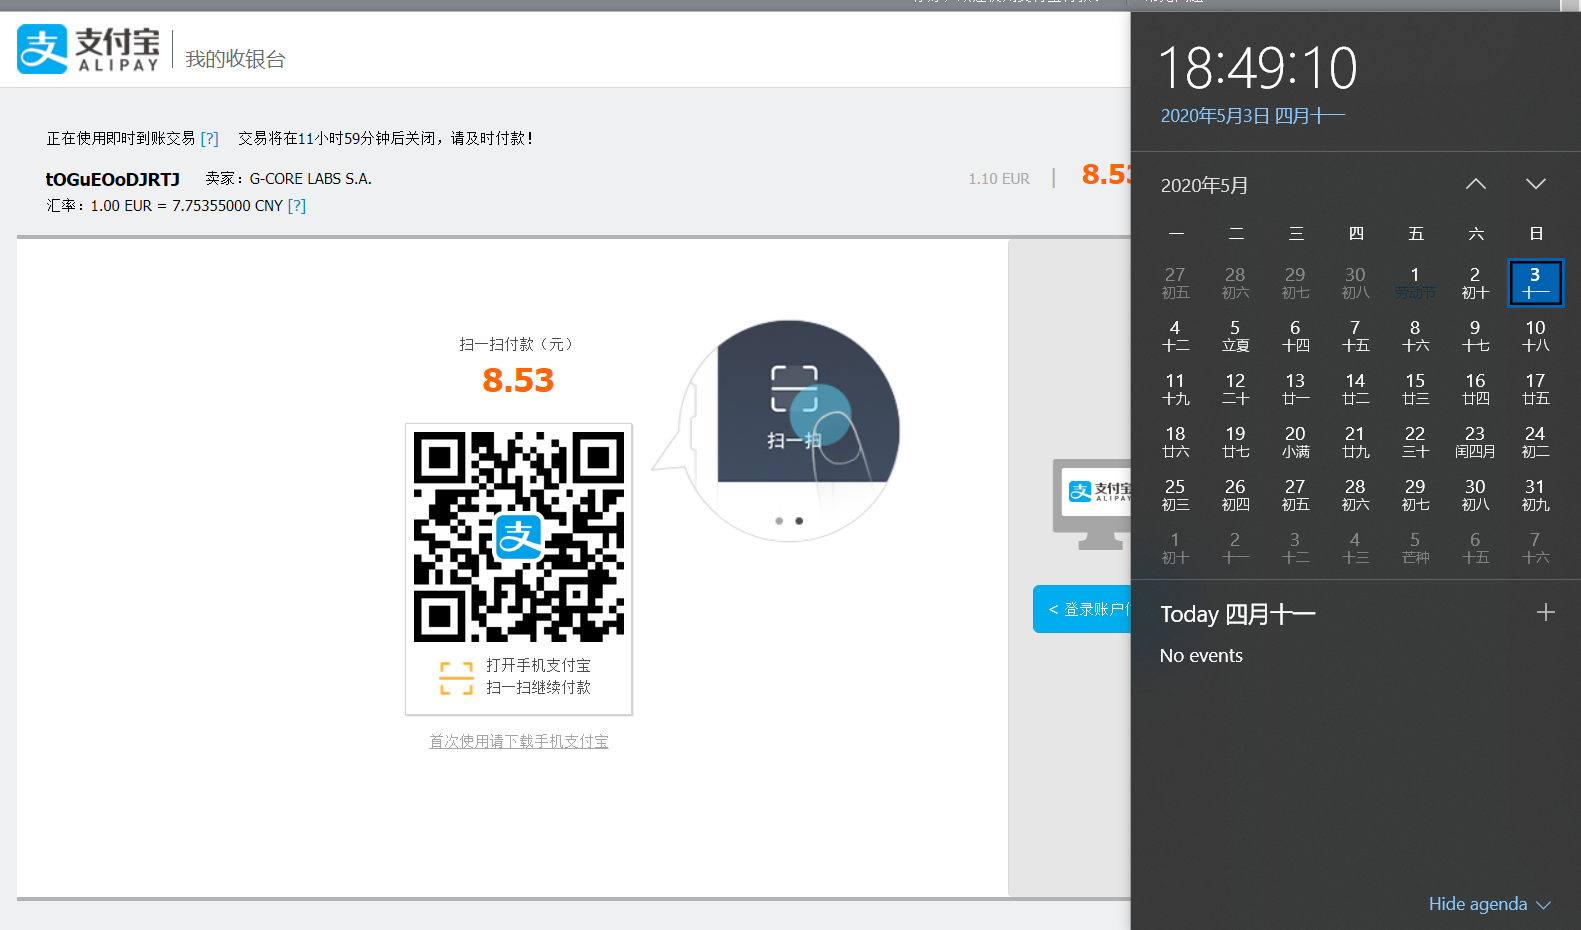 支付宝
ALIPAY
我的收银台
正在使用即时到账交易 [?] 交易将在11小时59分钟后关闭，请及时付款！
tOGuEOoDJRTJ 卖家：G-CORE LABS S.A.
1.10 EUR | 8.53
汇率：1.00 EUR = 7.75355000 CNY [?]
扫一扫付款（元）
8.53
扫一扫
支
打开手机支付宝
扫一扫继续付款
首次使用请下载手机支付宝
支付宝
ALIPAY
< 登录账户
18:49:10
2020年5月3日 四月十一
2020年5月
一 二 三 四 五 六 日
27 28 29 30 1 2 3
初五 初六 初七 初八 劳动节 初十 十一
4 5 6 7 8 9 10
十二 立夏 十四 十五 十六 十七 十八
11 12 13 14 15 16 17
十九 二十 廿一 廿二 廿三 廿四 廿五
18 19 20 21 22 23 24
廿六 廿七 小满 廿九 三十 闰四月 初二
25 26 27 28 29 30 31
初三 初四 初五 初六 初七 初八 初九
1 2 3 4 5 6 7
初十 十一 十二 十三 芒种 十五 十六
Today 四月十一
No events
Hide agenda